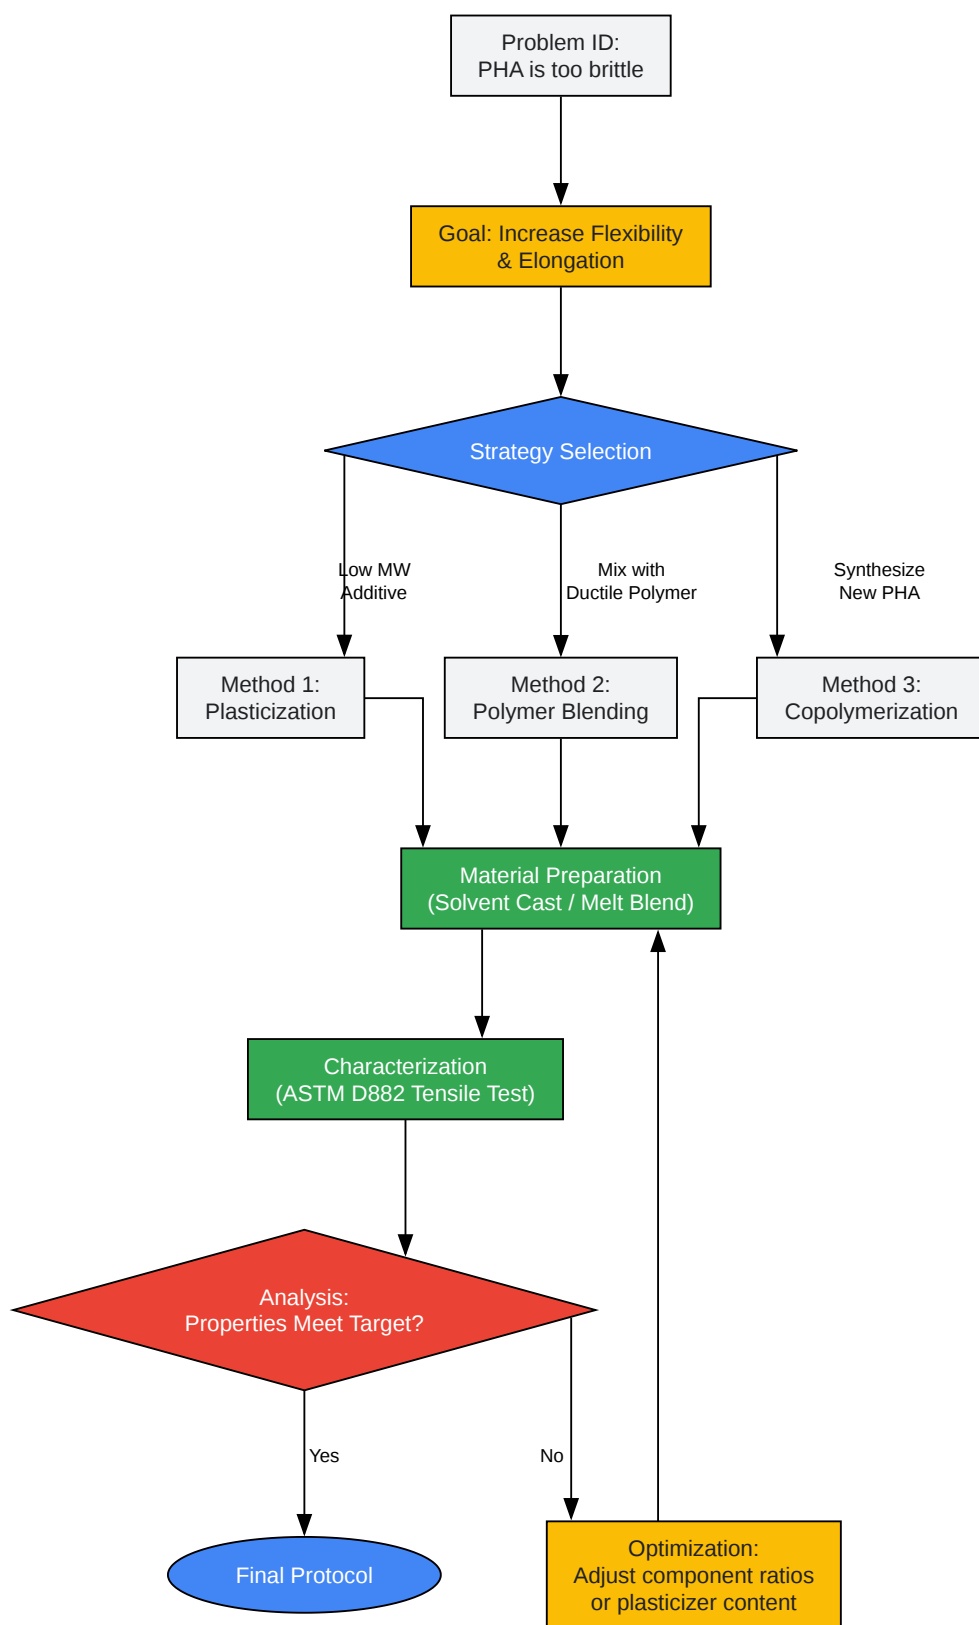 Problem ID:
PHA is too brittle
Goal: Increase Flexibility
& Elongation
Strategy Selection
Low MW
Additive
Mix with
Ductile Polymer
Synthesize
New PHA
Method 1:
Plasticization
Method 2:
Polymer Blending
Method 3:
Copolymerization
Material Preparation
(Solvent Cast / Melt Blend)
Characterization
(ASTM D882 Tensile Test)
Analysis:
Properties Meet Target?
Yes
No
Final Protocol
Optimization:
Adjust component ratios
or plasticizer content